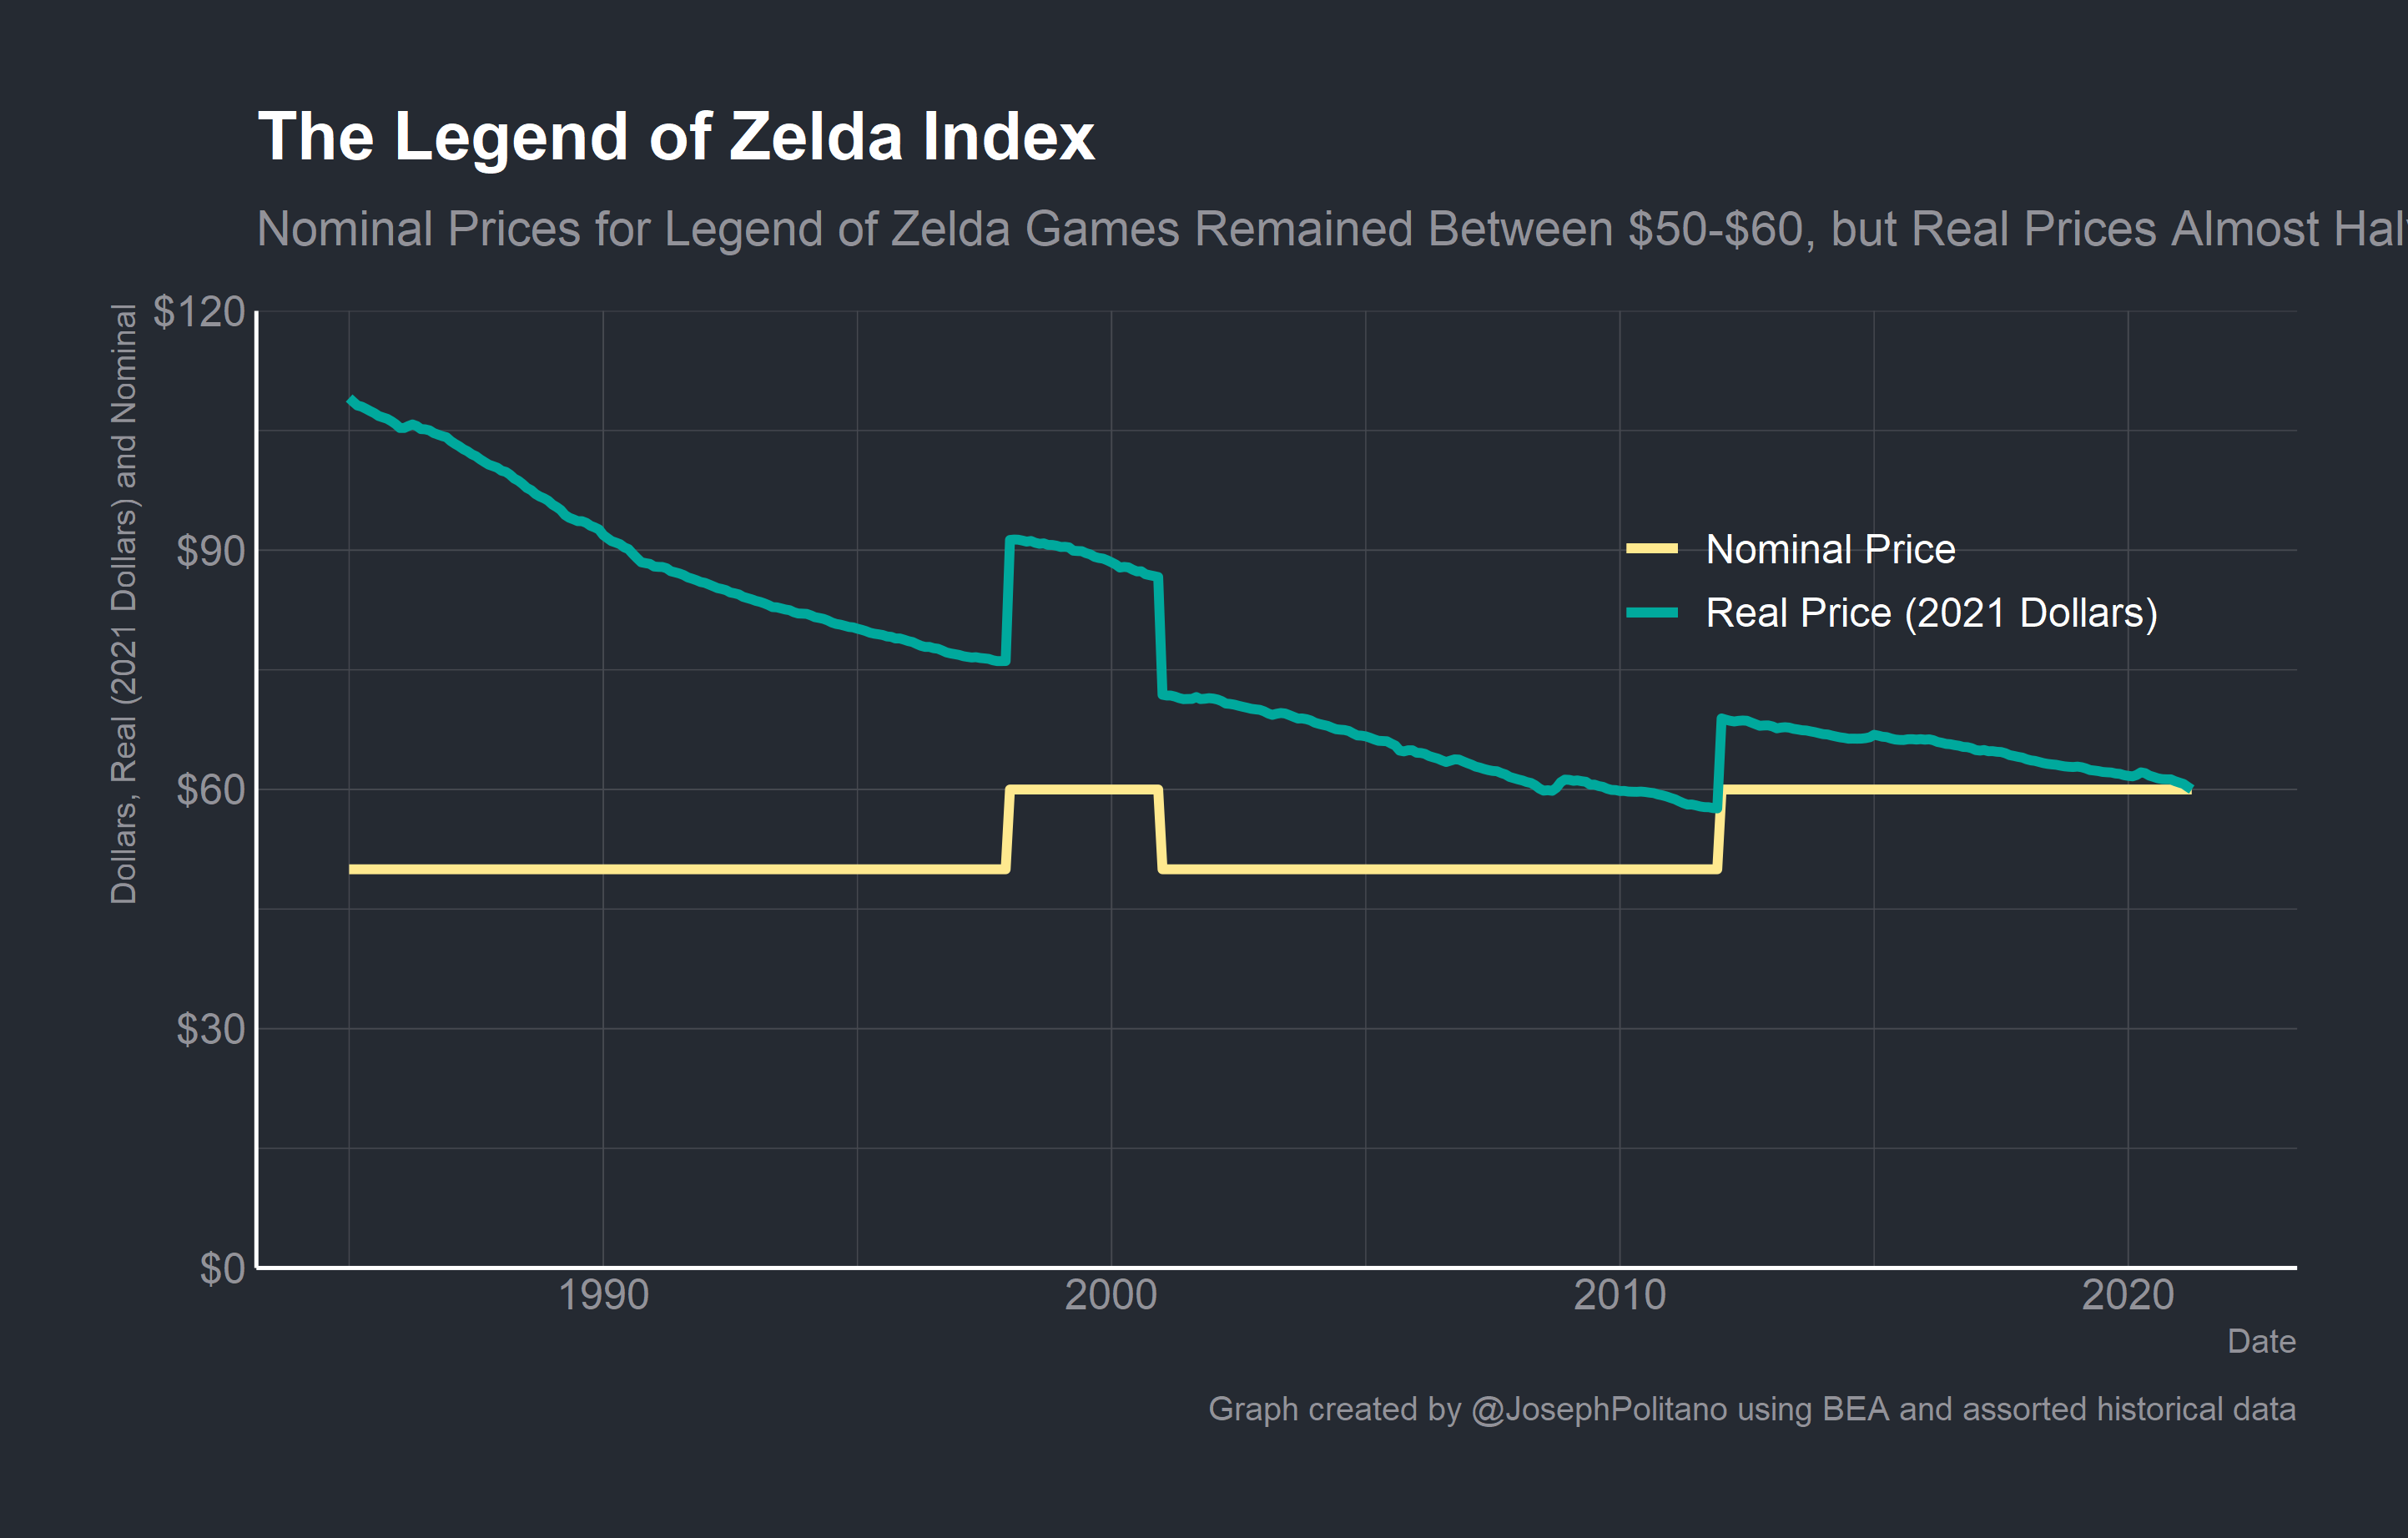 The Legend of Zelda Index
Nominal Prices for Legend of Zelda Games Remained Between $50-$60, but Real Prices Almost
Dollars, Real (2021 Dollars) and Nominal
$120
$90
$60
$30
$0
Nominal Price
Real Price (2021 Dollars)
1990
2000
2010
2020
Date
Graph created by @JosephPolitano using BEA and assorted historical data